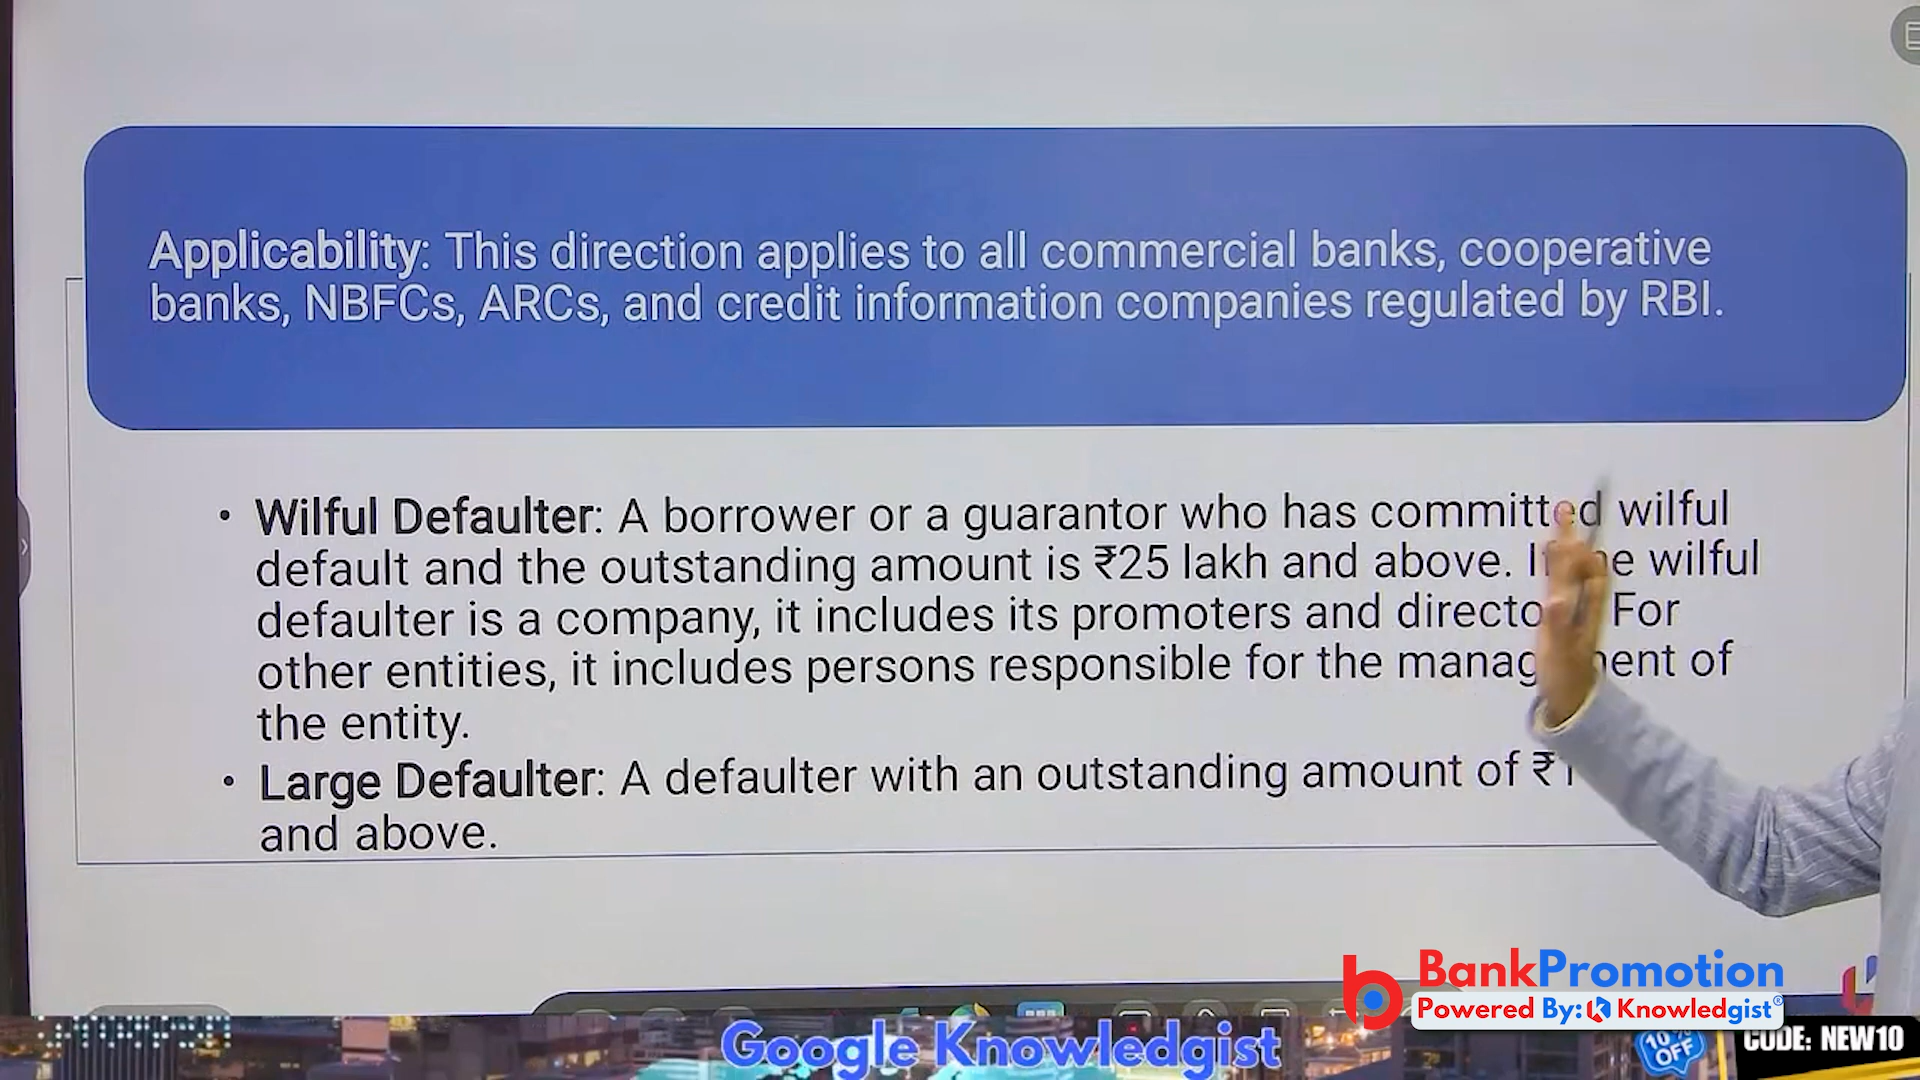 Applicability: This direction applies to all commercial banks, cooperative
banks, NBFCs, ARCs, and credit information companies regulated by RBI.
• Wilful Defaulter: A borrower or a guarantor who has committed wilful
default and the outstanding amount is ₹25 lakh and above. wilful
defaulter is a company, it includes its promoters and For
other entities, it includes persons responsible for the management of
the entity.
• Large Defaulter: A defaulter with an outstanding amount of
and above.
BankPromotion
Powered By: Knowledgist®
Google Knowledgist
10% OFF
CODE: NEW10